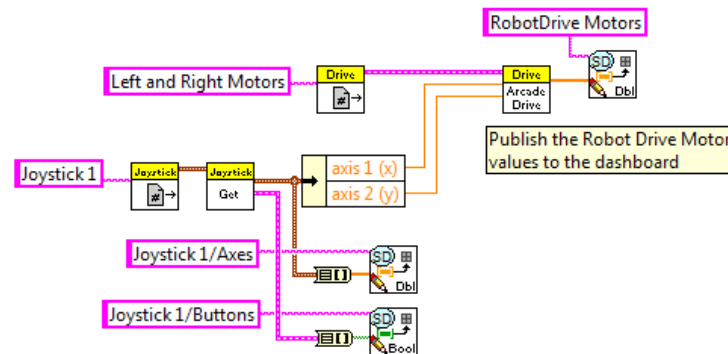 RobotDrive Motors
SD
Dbl
Left and Right Motors
Drive
#
Drive
Arcade
Drive
Publish the Robot Drive Motor
values to the dashboard
Joystick 1
Joystick
#
Joystick
Get
axis 1 (x)
axis 2 (y)
Joystick 1/Axes
SD
Dbl
Joystick 1/Buttons
SD
Bool